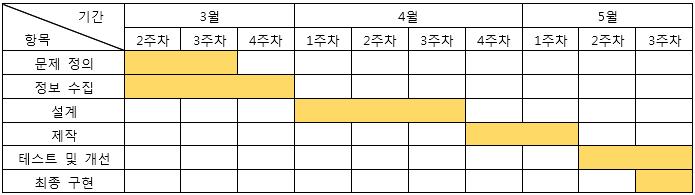 기간 3월 4월 5월
항목 2주차 3주차 4주차 1주차 2주차 3주차 4주차 1주차 2주차 3주차
문제 정의
정보 수집
설계
제작
테스트 및 개선
최종 구현